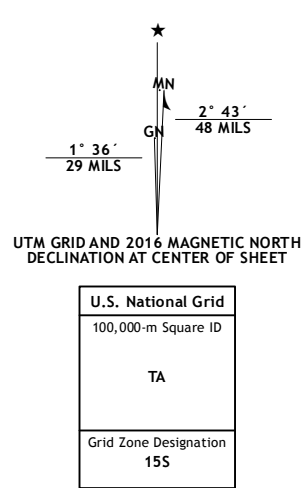 ★
MN
GN
2° 43´
48 MILS
1° 36´
29 MILS
UTM GRID AND 2016 MAGNETIC NORTH
DECLINATION AT CENTER OF SHEET
U.S. National Grid
100,000-m Square ID
TA
Grid Zone Designation
15S